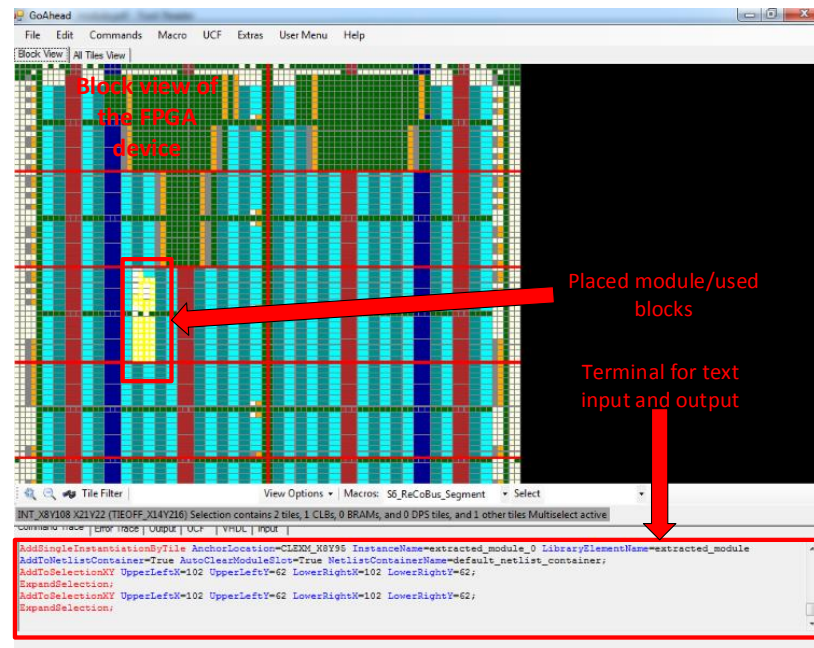 GoAhead
File Edit Commands Macro UCF Extras User Menu Help
Block View All Tiles View
Block view of
the FPGA
device
Placed module/used
blocks
Terminal for text
input and output
Tile Filter View Options Macros: S6_ReCoBus_Segment Select
INT_X8Y108 X21Y22 (TIEOFF_X14Y216) Selection contains 2 tiles, 1 CLBs, 0 BRAMs, and 0 DPS tiles, and 1 other tiles Multiselect active
Command Trace Error Trace Output UCF VHDL Input
AddSingleInstantiationByTile AnchorLocation=CLEXM_X8Y95 InstanceName=extracted_module_0 LibraryElementName=extracted_module
AddToNetlistContainer=True AutoClearModuleSlot=True NetlistContainerName=default_netlist_container;
AddToSelectionXY UpperLeftX=102 UpperLeftY=62 LowerRightX=102 LowerRightY=62;
ExpandSelection;
AddToSelectionXY UpperLeftX=102 UpperLeftY=62 LowerRightX=102 LowerRightY=62;
ExpandSelection;